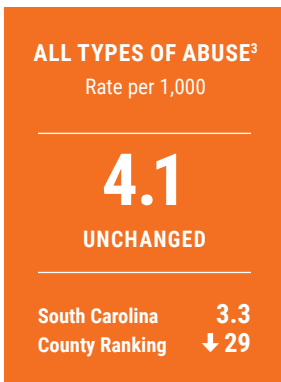 ALL TYPES OF ABUSE³
Rate per 1,000
4.1
UNCHANGED
South Carolina 3.3
County Ranking ↓ 29